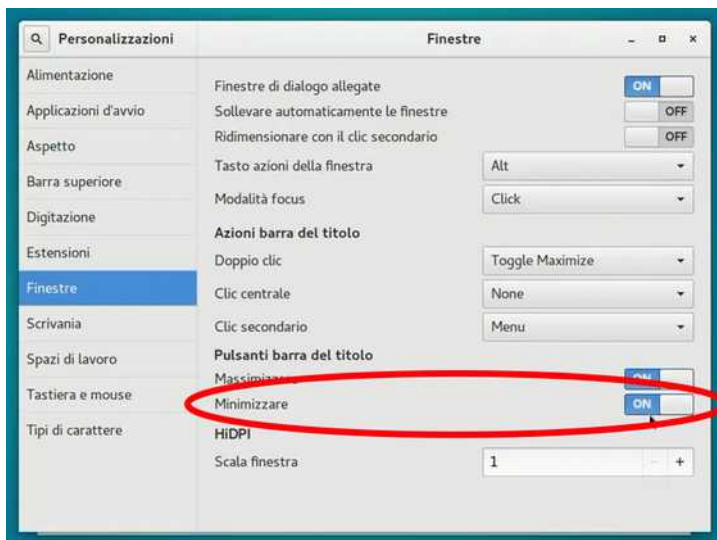 Personalizzazioni
Finestre
Alimentazione
Applicazioni d'avvio
Aspetto
Barra superiore
Digitazione
Estensioni
Finestre
Scrivania
Spazi di lavoro
Tastiera e mouse
Tipi di carattere
Finestre di dialogo allegate ON
Sollevare automaticamente le finestre OFF
Ridimensionare con il clic secondario OFF
Tasto azioni della finestra Alt
Modalità focus Click
Azioni barra del titolo
Doppio clic Toggle Maximize
Clic centrale None
Clic secondario Menu
Pulsanti barra del titolo
Massimizzare ON
Minimizzare ON
HiDPI
Scala finestra 1 - +